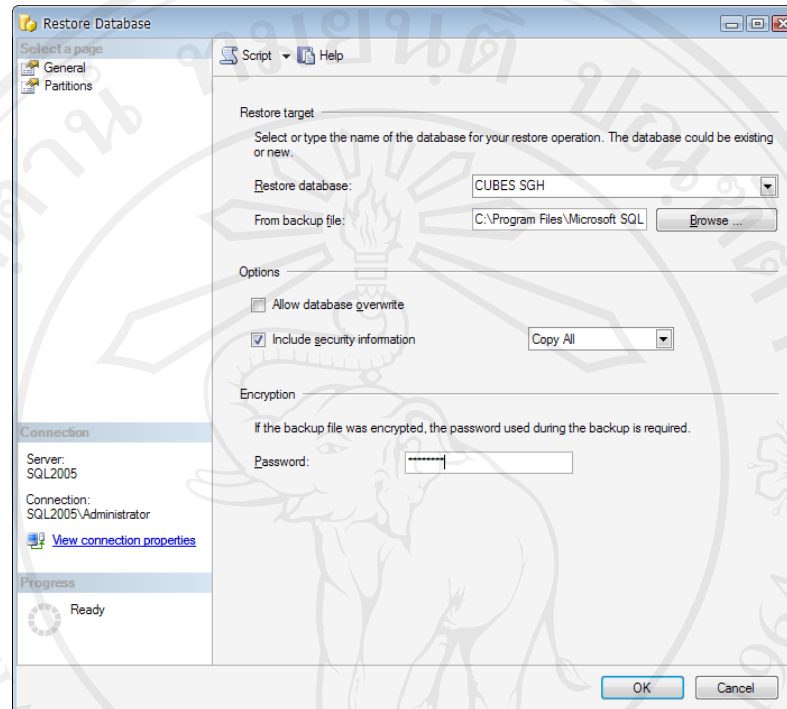 Restore Database
Select a page
General
Partitions
Script
Help
Restore target
Select or type the name of the database for your restore operation. The database could be existing
or new.
Restore database:
CUBES SGH
From backup file:
C:\Program Files\Microsoft SQL
Browse ...
Options
Allow database overwrite
Include security information
Copy All
Encryption
If the backup file was encrypted, the password used during the backup is required.
Password:
********
Connection
Server:
SQL2005
Connection:
SQL2005\Administrator
View connection properties
Progress
Ready
OK
Cancel